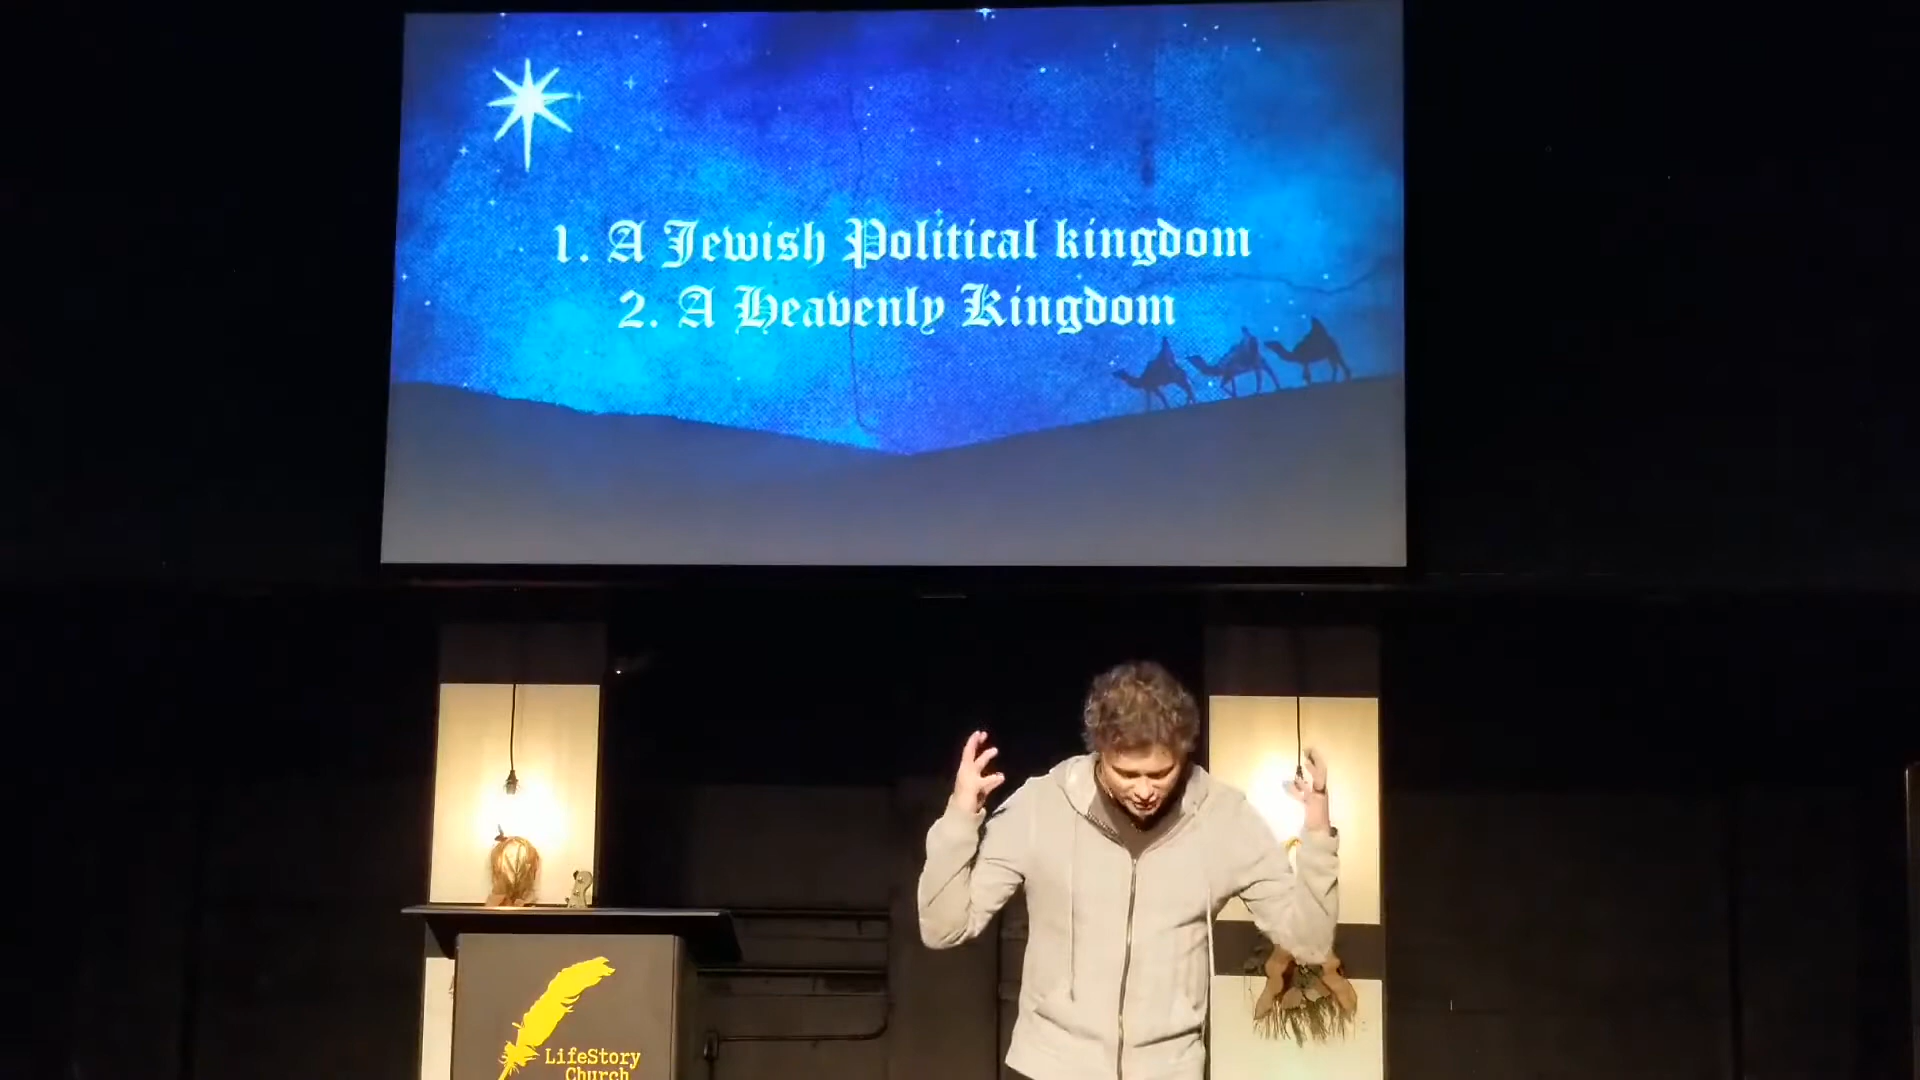 1. A Jewish Political kingdom
2. A Heavenly Kingdom
LifeStory
Church